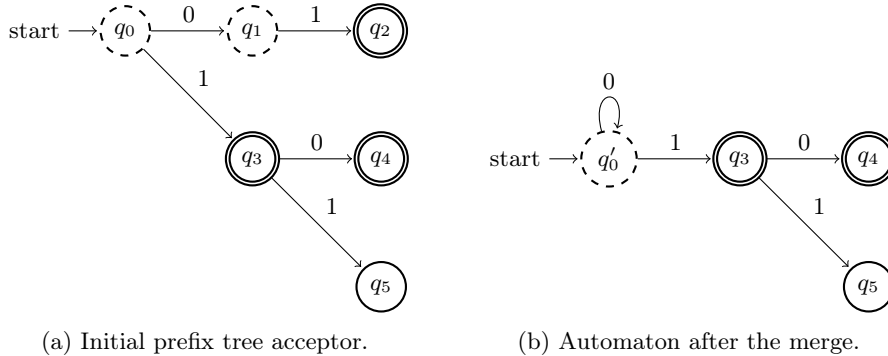 start q₀ 0 q₁ 1 q₂
1
q₃ 0 q₄
1
q₅
(a) Initial prefix tree acceptor.
0
start q′₀ 1 q₃ 0 q₄
1
q₅
(b) Automaton after the merge.